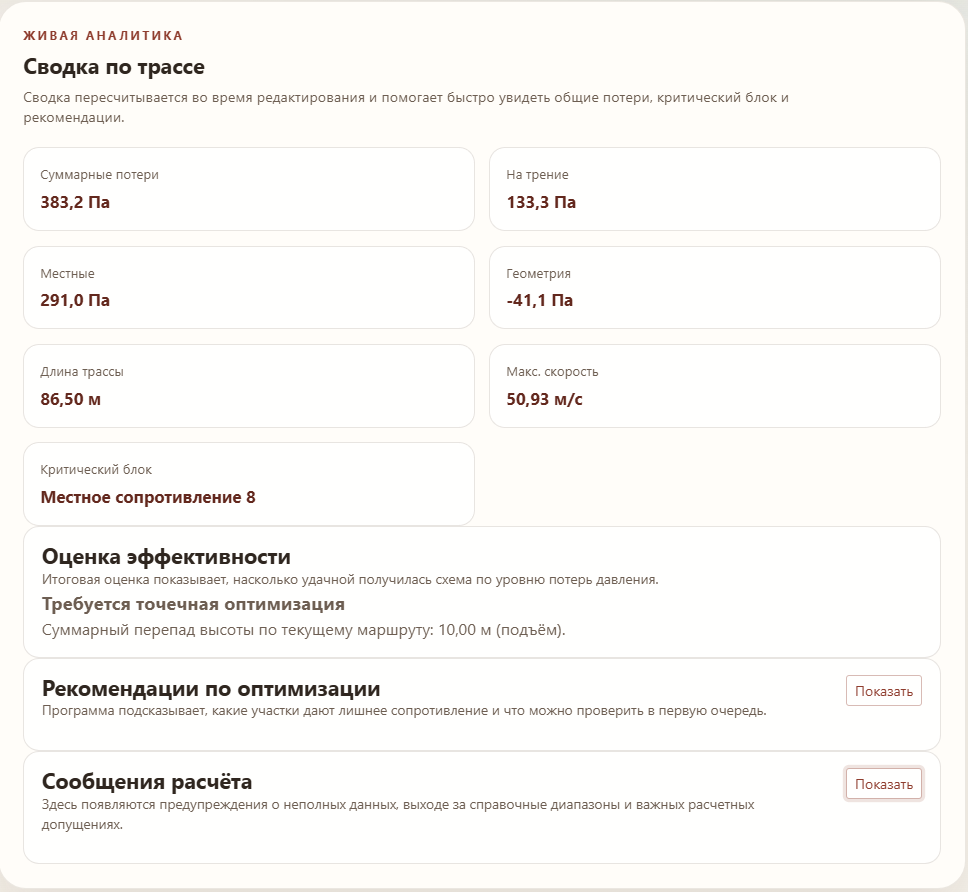 ЖИВАЯ АНАЛИТИКА
Сводка по трассе
Сводка пересчитывается во время редактирования и помогает быстро увидеть общие потери, критический блок и
рекомендации.
Суммарные потери
383,2 Па
На трение
133,3 Па
Местные
291,0 Па
Геометрия
-41,1 Па
Длина трассы
86,50 м
Макс. скорость
50,93 м/с
Критический блок
Местное сопротивление 8
Оценка эффективности
Итоговая оценка показывает, насколько удачной получилась схема по уровню потерь давления.
Требуется точечная оптимизация
Суммарный перепад высоты по текущему маршруту: 10,00 м (подъём).
Рекомендации по оптимизации
Показать
Программа подсказывает, какие участки дают лишнее сопротивление и что можно проверить в первую очередь.
Сообщения расчёта
Показать
Здесь появляются предупреждения о неполных данных, выходе за справочные диапазоны и важных расчетных
допущениях.